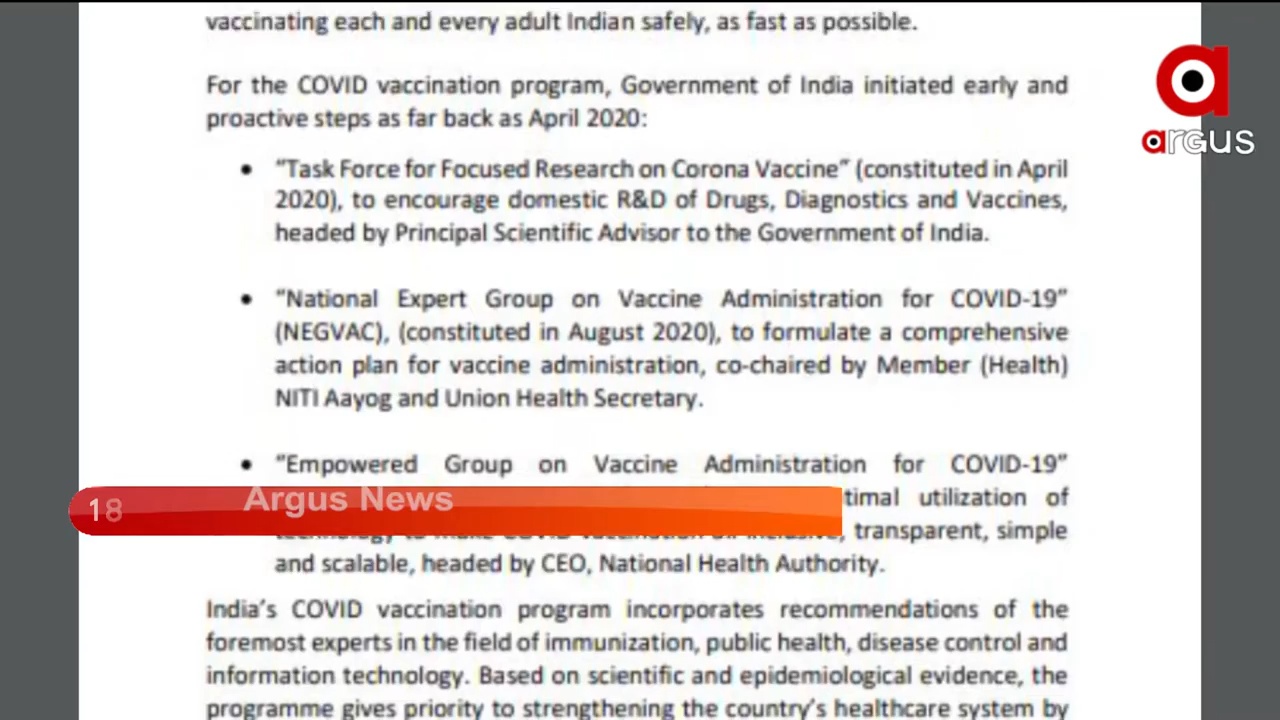 vaccinating each and every adult Indian safely, as fast as possible.
For the COVID vaccination program, Government of India initiated early and
proactive steps as far back as April 2020:
• "Task Force for Focused Research on Corona Vaccine" (constituted in April
2020), to encourage domestic R&D of Drugs, Diagnostics and Vaccines,
headed by Principal Scientific Advisor to the Government of India.
• "National Expert Group on Vaccine Administration for COVID-19"
(NEGVAC), (constituted in August 2020), to formulate a comprehensive
action plan for vaccine administration, co-chaired by Member (Health)
NITI Aayog and Union Health Secretary.
• "Empowered Group on Vaccine Administration for COVID-19"
utilization of
transparent, simple
and scalable, headed by CEO, National Health Authority.
India's COVID vaccination program incorporates recommendations of the
foremost experts in the field of immunization, public health, disease control and
information technology. Based on scientific and epidemiological evidence, the
programme gives priority to strengthening the country's healthcare system by
argus
18 Argus News